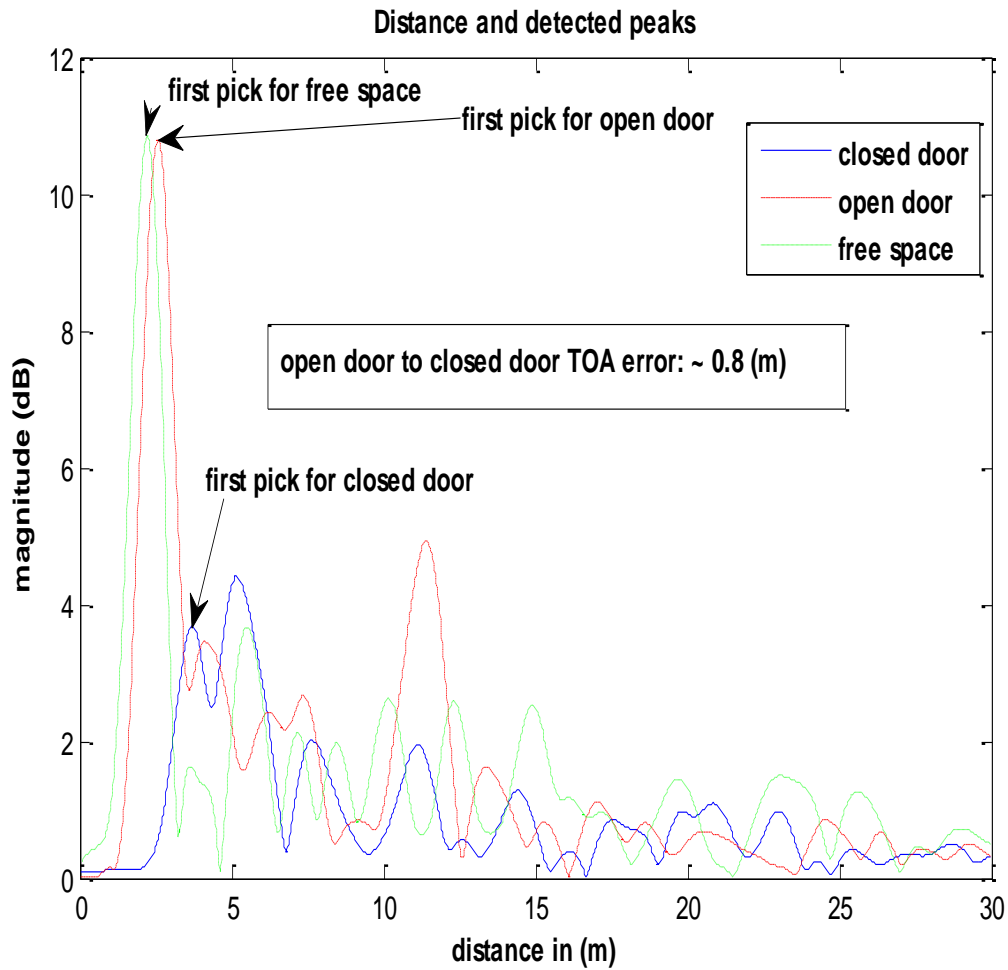 Distance and detected peaks
12
10
8
6
4
2
0
magnitude (dB)
first pick for free space
first pick for open door
closed door
open door
free space
open door to closed door TOA error: ~ 0.8 (m)
first pick for closed door
0
5
10
15
20
25
30
distance in (m)